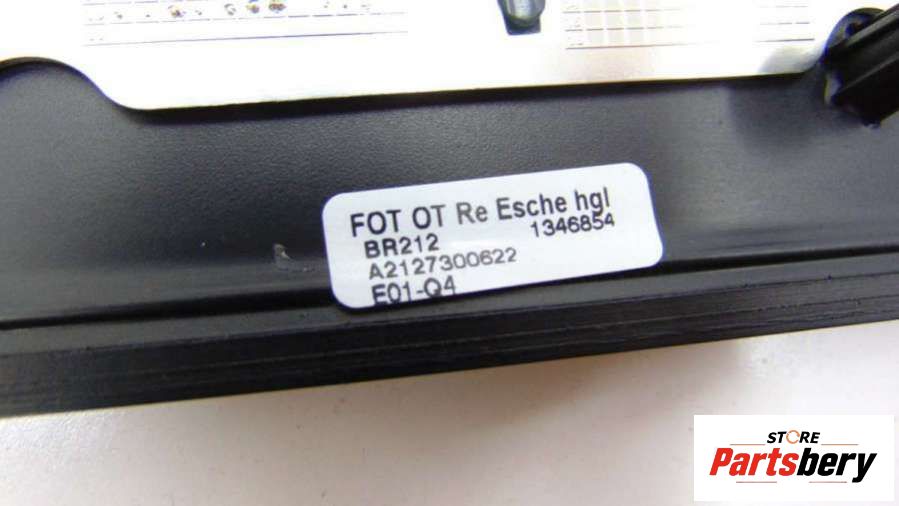 FOT OT Re Esche hgl
BR212 1346854
A2127300622
E01-Q4
STORE
Partsbery